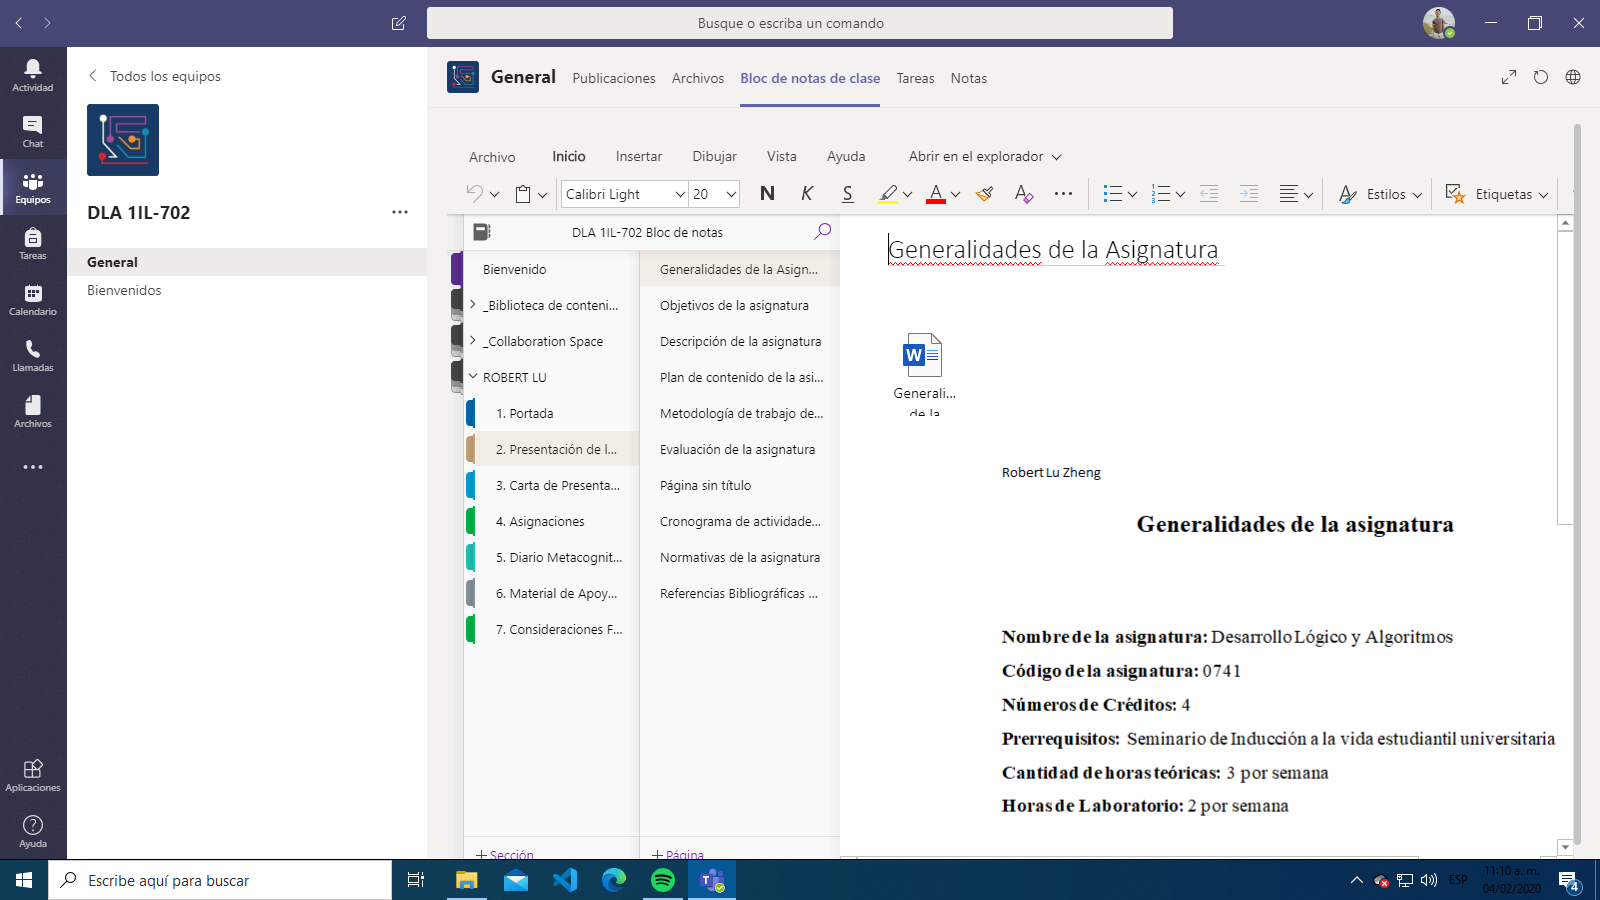 Busque o escriba un comando
Actividad
Chat
Equipos
Tareas
Calendario
Llamadas
Archivos
Aplicaciones
Ayuda
Todos los equipos
DLA 1IL-702
General
Bienvenidos
General
Publicaciones
Archivos
Bloc de notas de clase
Tareas
Notas
Archivo
Inicio
Insertar
Dibujar
Vista
Ayuda
Abrir en el explorador
Calibri Light
20
N
K
S
A
A
Estilos
Etiquetas
DLA 1IL-702 Bloc de notas
Bienvenido
_Biblioteca de conteni...
_Collaboration Space
ROBERT LU
1. Portada
2. Presentación de l...
3. Carta de Presenta...
4. Asignaciones
5. Diario Metacognit...
6. Material de Apoy...
7. Consideraciones F...
+ Sección
Generalidades de la Asign...
Objetivos de la asignatura
Descripción de la asignatura
Plan de contenido de la asi...
Metodología de trabajo de...
Evaluación de la asignatura
Página sin título
Cronograma de actividade...
Normativas de la asignatura
Referencias Bibliográficas ...
+ Página
Generalidades de la Asignatura
W
Generali...
de la
Robert Lu Zheng
Generalidades de la asignatura
Nombre de la asignatura: Desarrollo Lógico y Algoritmos
Código de la asignatura: 0741
Números de Créditos: 4
Prerrequisitos: Seminario de Inducción a la vida estudiantil universitaria
Cantidad de horas teóricas: 3 por semana
Horas de Laboratorio: 2 por semana
Escribe aquí para buscar
ESP
11:10 a. m.
04/02/2020
4